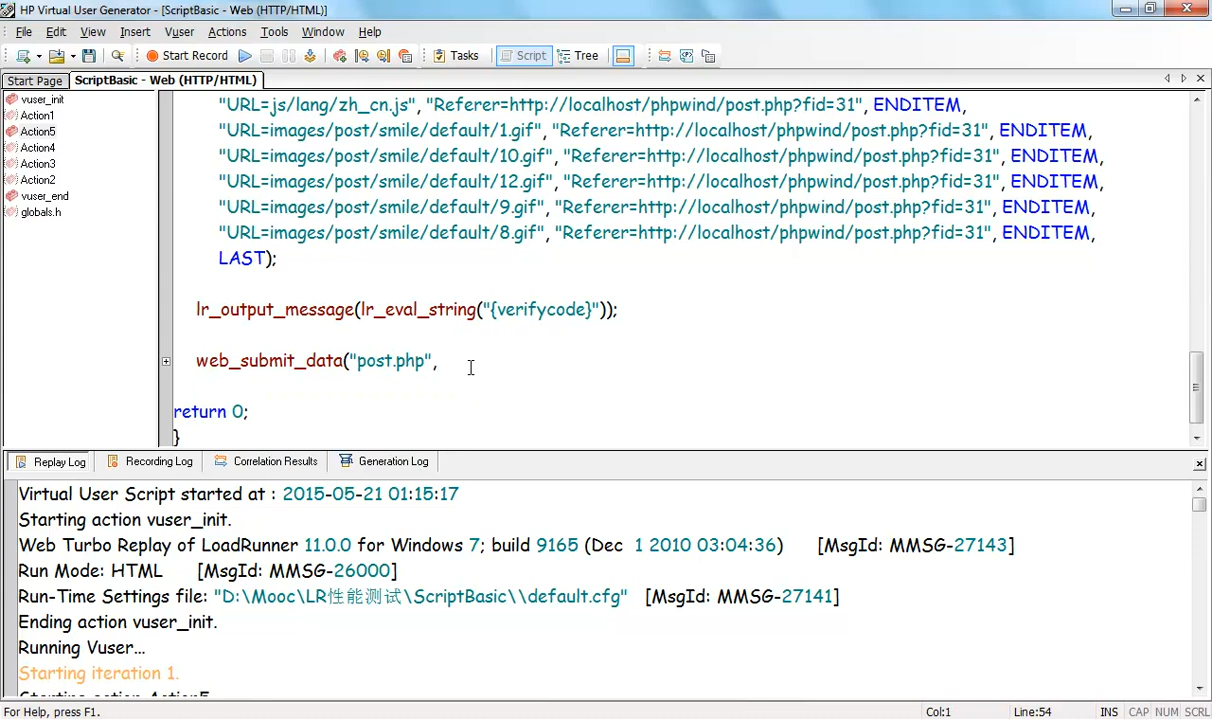 HP Virtual User Generator - [ScriptBasic - Web (HTTP/HTML)]
File Edit View Insert Vuser Actions Tools Window Help
Start Record Tasks Script Tree
Start Page ScriptBasic - Web (HTTP/HTML)
vuser_init
Action1
Action5
Action4
Action3
Action2
vuser_end
globals.h
"URL=js/lang/zh_cn.js", "Referer=http://localhost/phpwind/post.php?fid=31", ENDITEM,
"URL=images/post/smile/default/1.gif", "Referer=http://localhost/phpwind/post.php?fid=31", ENDITEM,
"URL=images/post/smile/default/10.gif", "Referer=http://localhost/phpwind/post.php?fid=31", ENDITEM,
"URL=images/post/smile/default/12.gif", "Referer=http://localhost/phpwind/post.php?fid=31", ENDITEM,
"URL=images/post/smile/default/9.gif", "Referer=http://localhost/phpwind/post.php?fid=31", ENDITEM,
"URL=images/post/smile/default/8.gif", "Referer=http://localhost/phpwind/post.php?fid=31", ENDITEM,
LAST);
lr_output_message(lr_eval_string("{verifycode}"));
web_submit_data("post.php",
return 0;
}
Replay Log Recording Log Correlation Results Generation Log
Virtual User Script started at : 2015-05-21 01:15:17
Starting action vuser_init.
Web Turbo Replay of LoadRunner 11.0.0 for Windows 7; build 9165 (Dec  1 2010 03:04:36) [MsgId: MMSG-27143]
Run Mode: HTML [MsgId: MMSG-26000]
Run-Time Settings file: "D:\Mooc\LR性能测试\ScriptBasic\\default.cfg" [MsgId: MMSG-27141]
Ending action vuser_init.
Running Vuser...
Starting iteration 1.
Starting action Action5.
For Help, press F1. Col:1 Line:54 INS CAP NUM SCRL